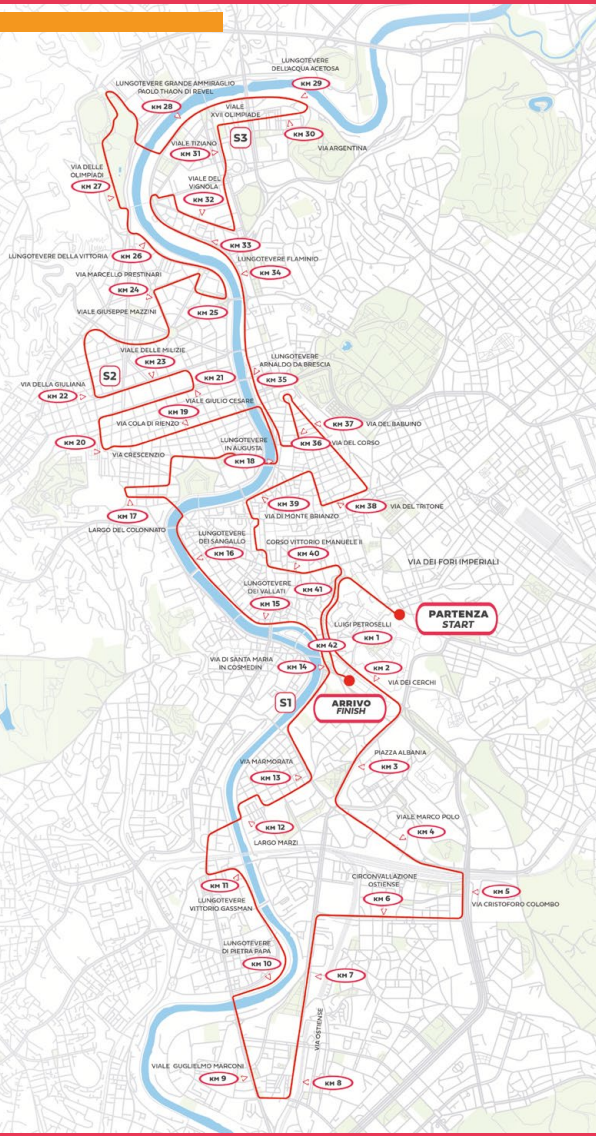 LUNGOTEVERE
DELL'ACQUA ACETOSA
LUNGOTEVERE GRANDE AMMIRAGLIO
PAOLO THAON DI REVEL
KM 29
KM 28
VIALE
XVII OLIMPIADE
KM 30
S3
VIALE TIZIANO
KM 31
VIA ARGENTINA
VIA DELLE
OLIMPIADI
KM 27
VIALE DEL
VIGNOLA
KM 32
KM 33
LUNGOTEVERE DELLA VITTORIA
KM 26
LUNGOTEVERE FLAMINIO
KM 34
VIA MARCELLO PRESTINARI
KM 24
VIALE GIUSEPPE MAZZINI
KM 25
VIALE DELLE MILIZIE
KM 23
LUNGOTEVERE
ARNALDO DA BRESCIA
KM 35
S2
KM 21
VIA DELLA GIULIANA
KM 22
VIALE GIULIO CESARE
KM 19
VIA COLA DI RIENZO
KM 37
VIA DEL BABUINO
KM 20
VIA CRESCENZIO
LUNGOTEVERE
IN AUGUSTA
KM 18
KM 36
VIA DEL CORSO
KM 39
VIA DI MONTE BRIANZO
KM 38
VIA DEL TRITONE
KM 17
LARGO DEL COLONNATO
LUNGOTEVERE
DEI SANGALLO
KM 16
CORSO VITTORIO EMANUELE II
KM 40
VIA DEI FORI IMPERIALI
LUNGOTEVERE
DEI VALLATI
KM 15
KM 41
PARTENZA
START
LUIGI PETROSELLI
KM 1
KM 42
VIA DI SANTA MARIA
IN COSMEDIN
KM 14
KM 2
VIA DEI CERCHI
S1
ARRIVO
FINISH
VIA MARMORATA
KM 13
PIAZZA ALBANIA
KM 3
KM 12
LARGO MARZI
VIALE MARCO POLO
KM 4
KM 11
LUNGOTEVERE
VITTORIO GASSMAN
CIRCONVALLAZIONE
OSTIENSE
KM 6
KM 5
VIA CRISTOFORO COLOMBO
LUNGOTEVERE
DI PIETRA PAPA
KM 10
KM 7
VIA OSTIENSE
VIALE GUGLIELMO MARCONI
KM 9
KM 8